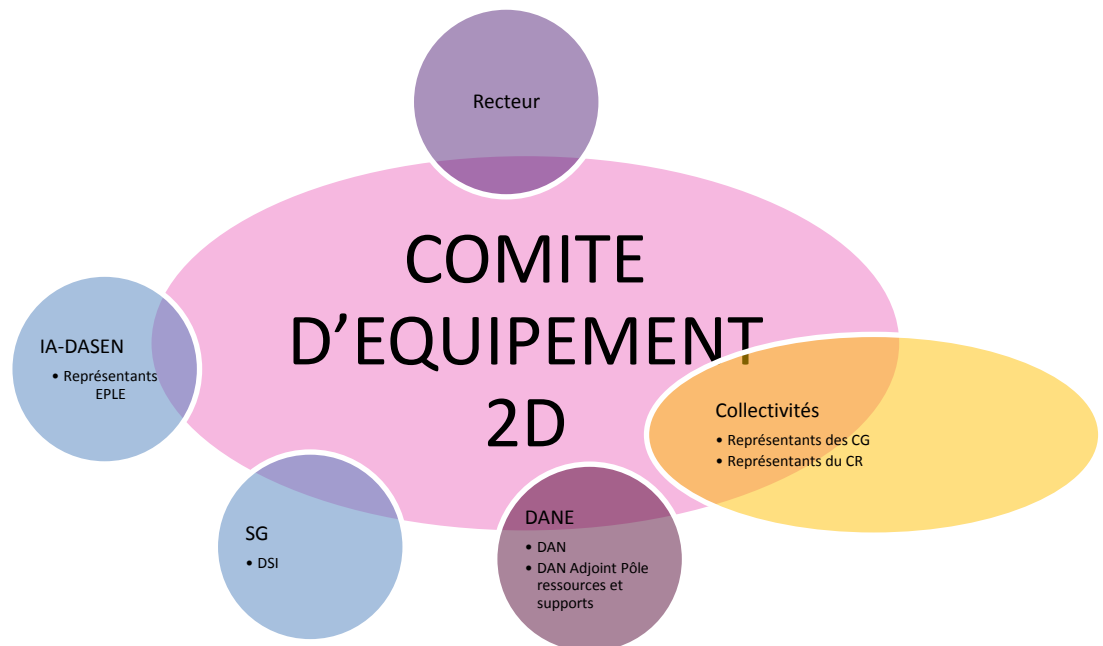 Recteur
COMITE
D’EQUIPEMENT
2D
IA-DASEN
• Représentants
EPLE
Collectivités
• Représentants des CG
• Représentants du CR
SG
• DSI
DANE
• DAN
• DAN Adjoint Pôle
ressources et
supports